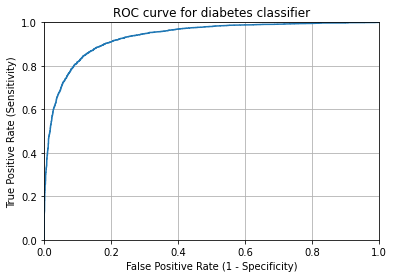 ROC curve for diabetes classifier
1.0
0.8
0.6
0.4
0.2
0.0
True Positive Rate (Sensitivity)
0.0 0.2 0.4 0.6 0.8 1.0
False Positive Rate (1 - Specificity)